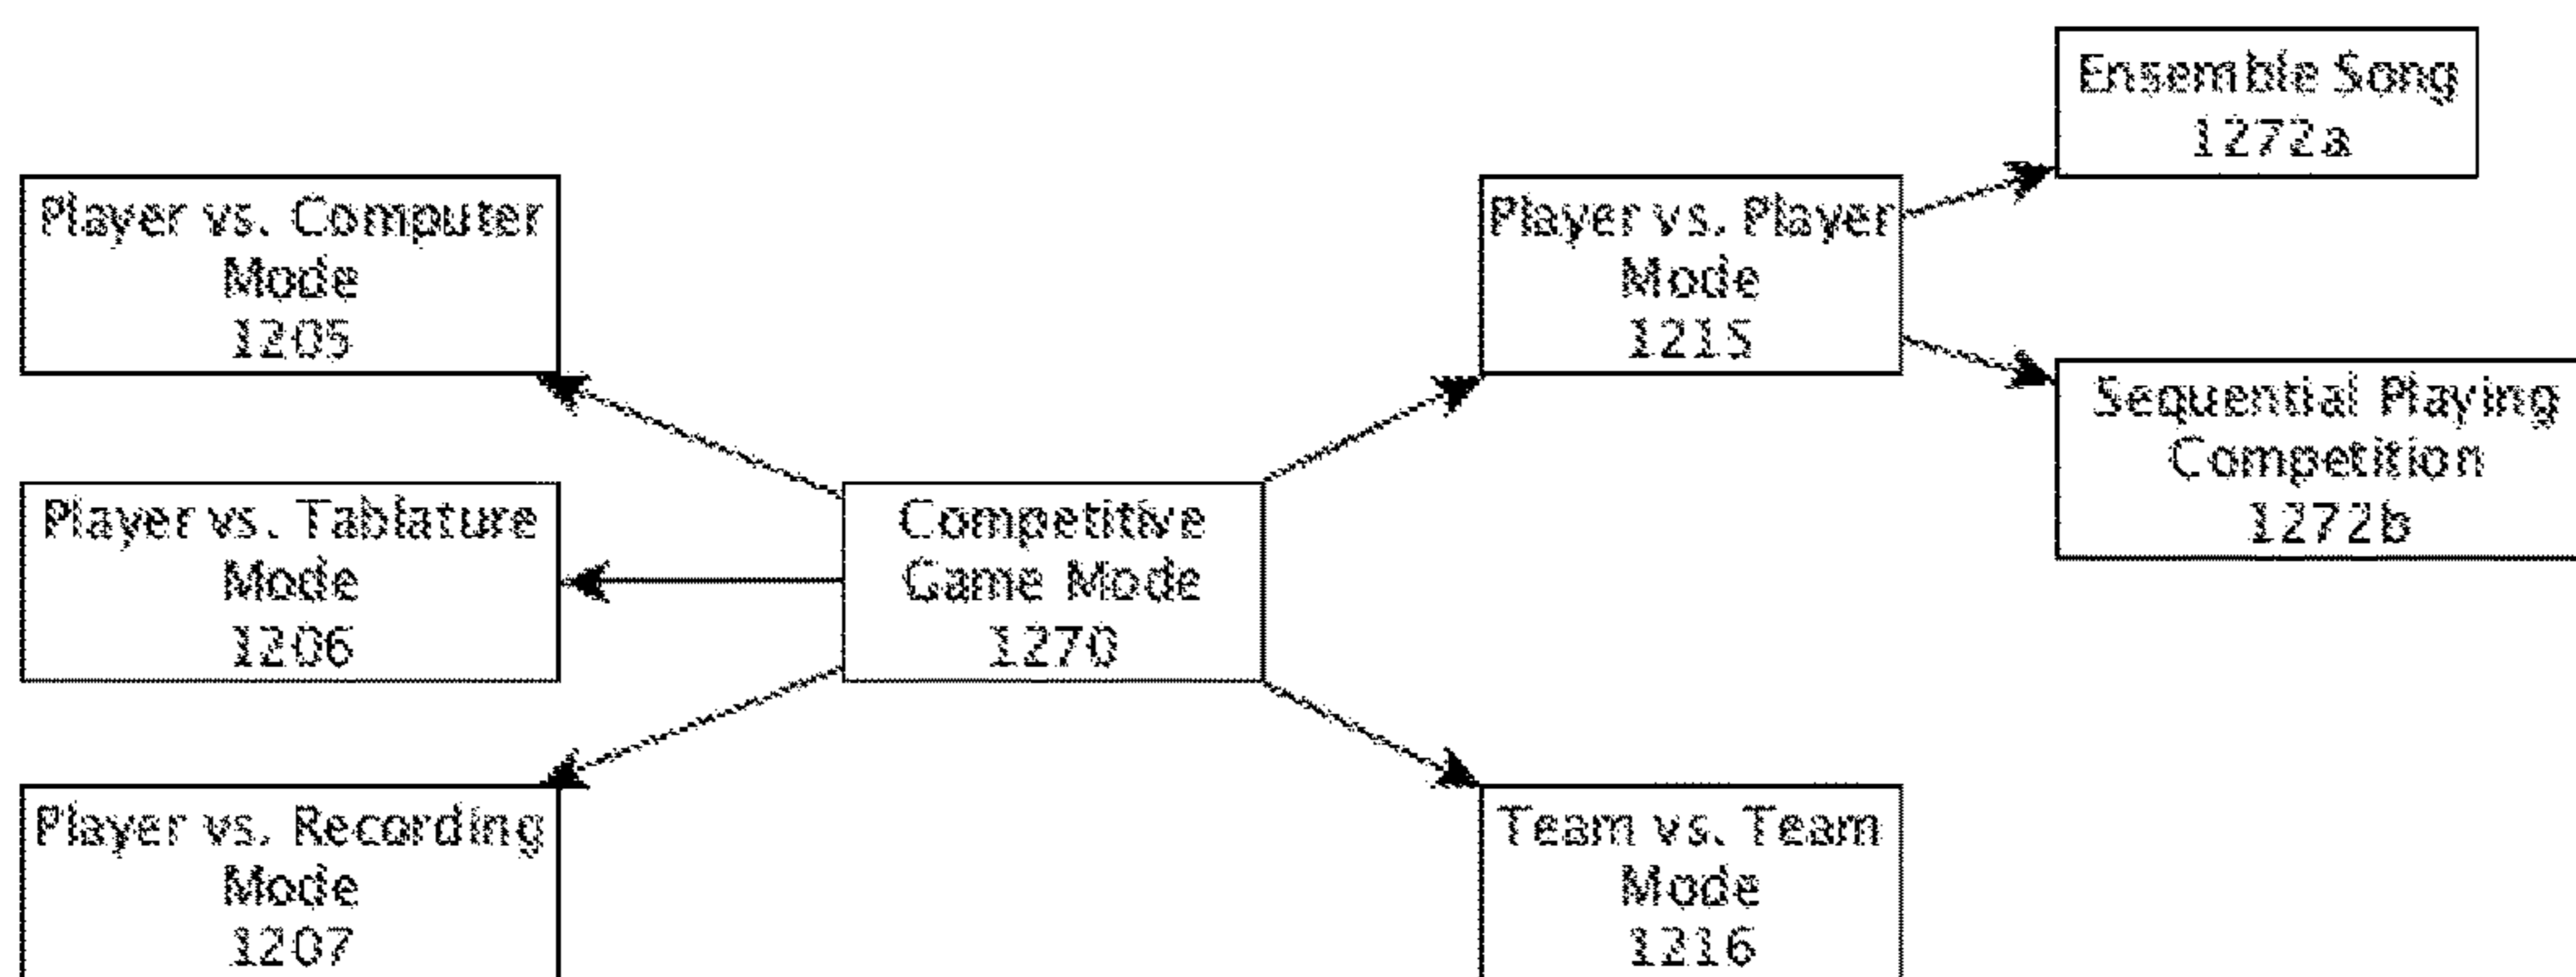 Ensemble Song
1272a
Player vs. Computer
Mode
1205
Player vs. Player
Mode
1215
Sequential Playing
Competition
1272b
Player vs. Tablature
Mode
1206
Competitive
Game Mode
1270
Player vs. Recording
Mode
1207
Team vs. Team
Mode
1216